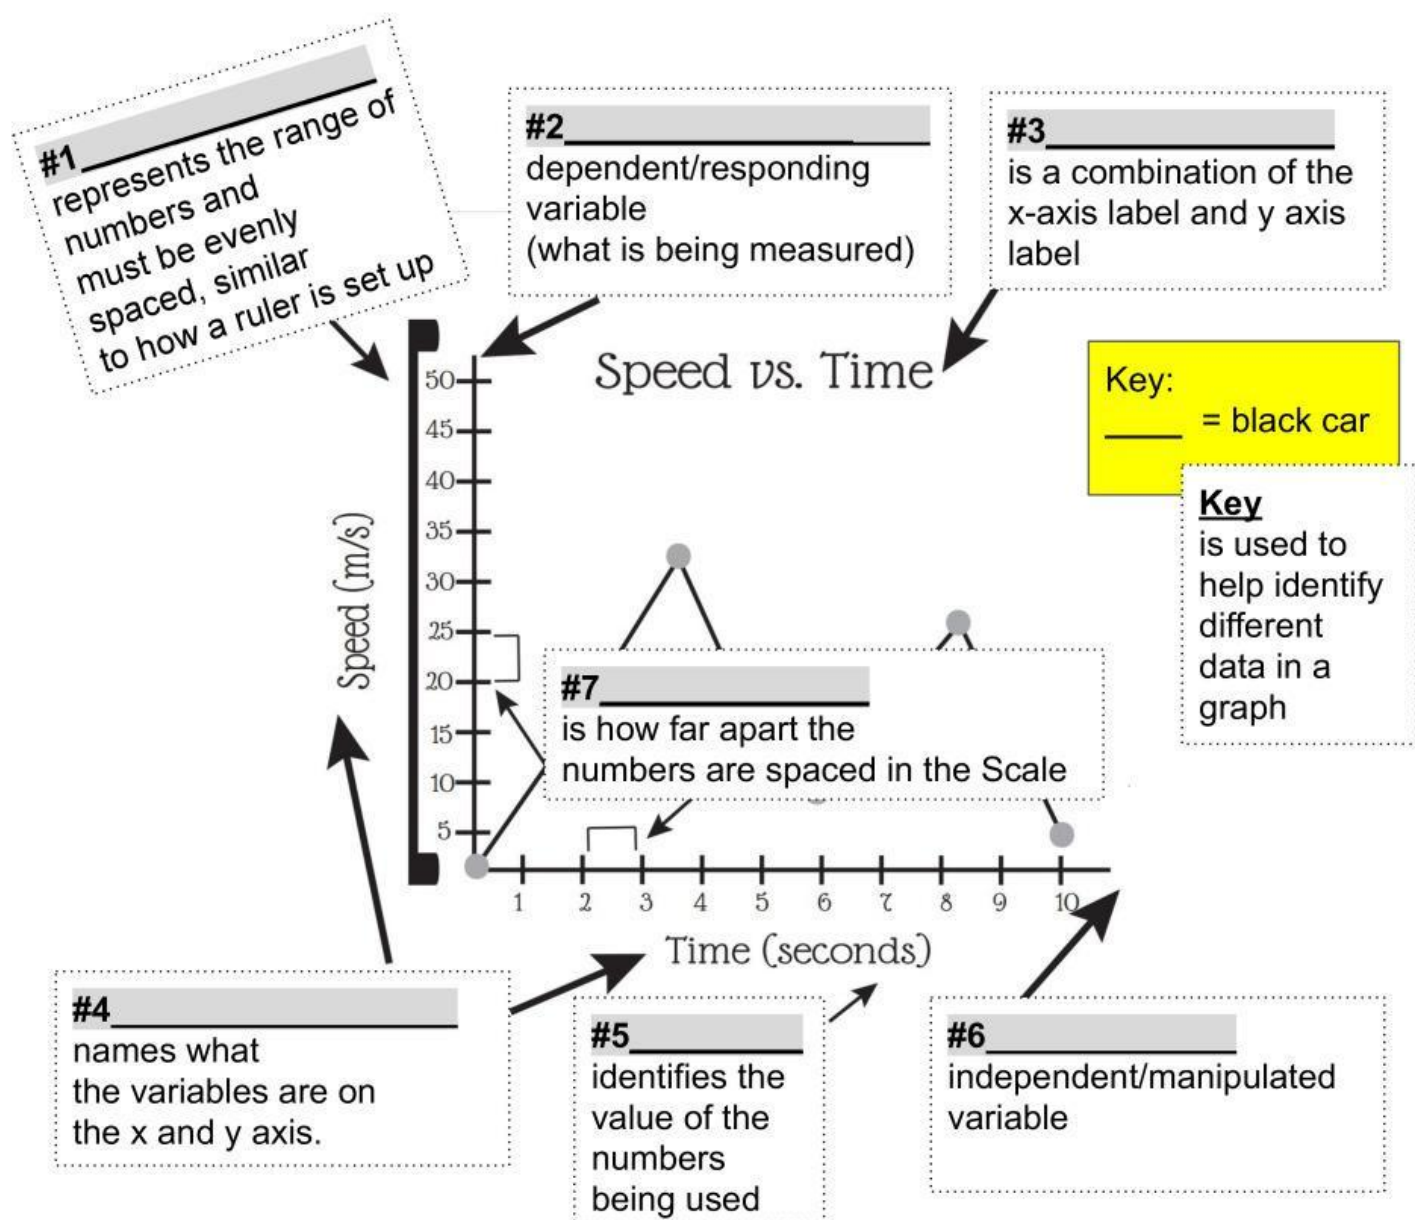 #1
represents the range of
numbers and
must be evenly
spaced, similar
to how a ruler is set up
#2
dependent/responding
variable
(what is being measured)
#3
is a combination of the
x-axis label and y axis
label
Speed vs. Time
Key:
____ = black car
Key
is used to
help identify
different
data in a
graph
50
45
40
35
30
25
20
15
10
5
Speed (m/s)
#7
is how far apart the
numbers are spaced in the Scale
1 2 3 4 5 6 7 8 9 10
Time (seconds)
#4
names what
the variables are on
the x and y axis.
#5
identifies the
value of the
numbers
being used
#6
independent/manipulated
variable